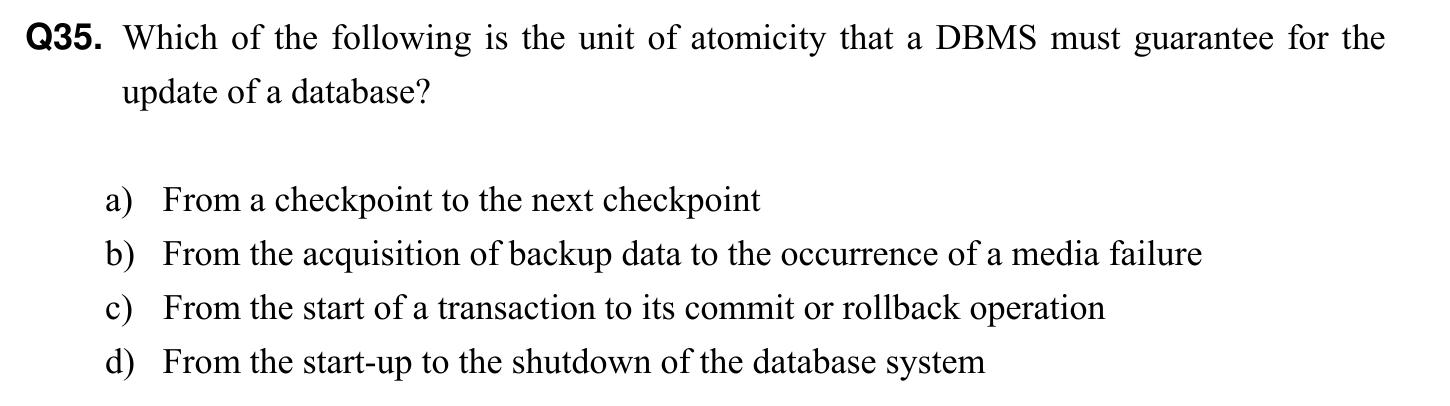 Q35. Which of the following is the unit of atomicity that a DBMS must guarantee for the
update of a database?
a) From a checkpoint to the next checkpoint
b) From the acquisition of backup data to the occurrence of a media failure
c) From the start of a transaction to its commit or rollback operation
d) From the start-up to the shutdown of the database system